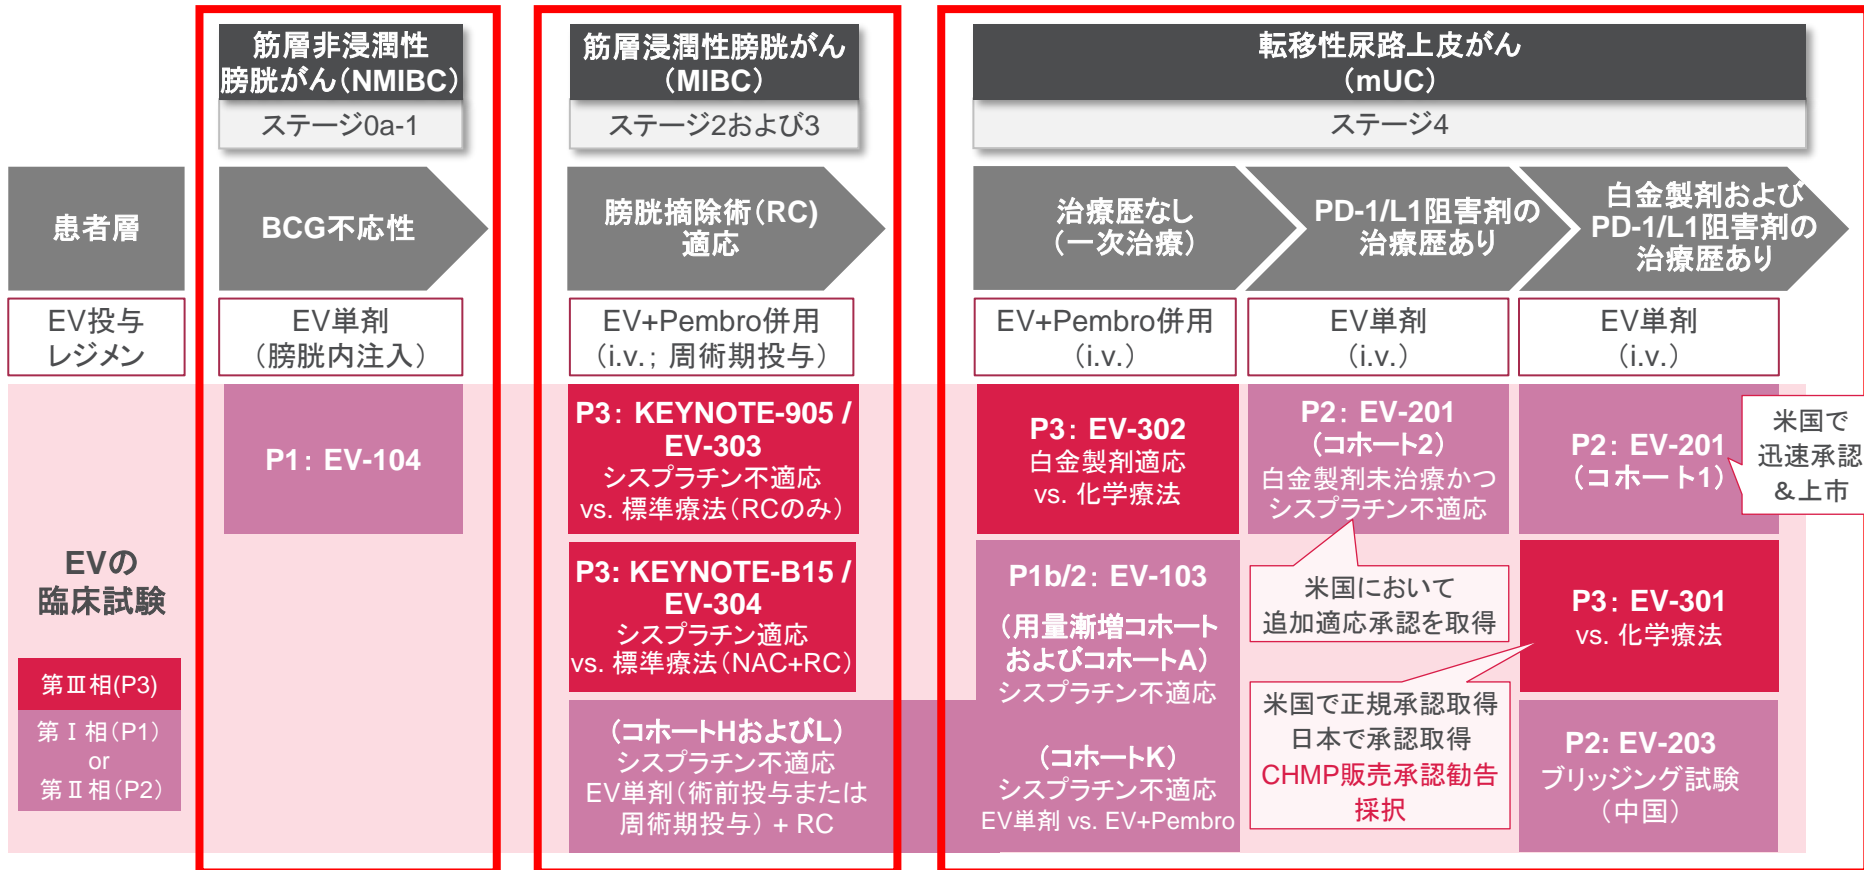 筋層非浸潤性
膀胱がん（NMIBC）
ステージ0a-1
筋層浸潤性膀胱がん
（MIBC）
ステージ2および3
転移性尿路上皮がん
（mUC）
ステージ4
患者層
BCG不応性
膀胱摘除術（RC）
適応
治療歴なし
（一次治療）
PD-1/L1阻害剤の
治療歴あり
白金製剤および
PD-1/L1阻害剤の
治療歴あり
EV投与
レジメン
EV単剤
（膀胱内注入）
EV+Pembro併用
（i.v.； 周術期投与）
EV+Pembro併用
（i.v.）
EV単剤
（i.v.）
EV単剤
（i.v.）
EVの
臨床試験
第Ⅲ相(P3)
第Ⅰ相（P1）
or
第Ⅱ相（P2）
P1： EV-104
P3： KEYNOTE-905 /
EV-303
シスプラチン不適応
vs. 標準療法（RCのみ）
P3: KEYNOTE-B15 /
EV-304
シスプラチン適応
vs. 標準療法（NAC+RC）
（コホートHおよびL）
シスプラチン不適応
EV単剤（術前投与または
周術期投与） + RC
P3： EV-302
白金製剤適応
vs. 化学療法
P1b/2： EV-103
（用量漸増コホート
およびコホートA）
シスプラチン不適応
（コホートK）
シスプラチン不適応
EV単剤 vs. EV+Pembro
P2： EV-201
（コホート2）
白金製剤未治療かつ
シスプラチン不適応
米国において
追加適応承認を取得
米国で正規承認取得
日本で承認取得
CHMP販売承認勧告
採択
P2： EV-201
（コホート1）
米国で
迅速承認
＆上市
P3： EV-301
vs. 化学療法
P2: EV-203
ブリッジング試験
（中国）